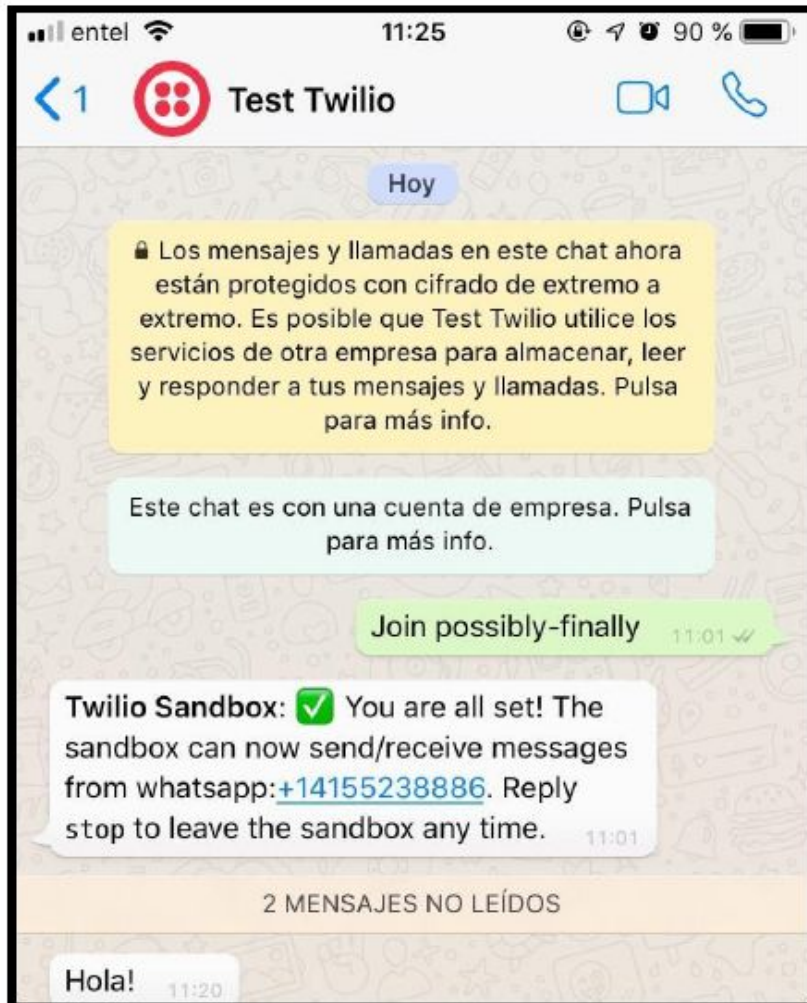 entel 11:25 90 %
1 Test Twilio
Hoy
Los mensajes y llamadas en este chat ahora
están protegidos con cifrado de extremo a
extremo. Es posible que Test Twilio utilice los
servicios de otra empresa para almacenar, leer
y responder a tus mensajes y llamadas. Pulsa
para más info.
Este chat es con una cuenta de empresa. Pulsa
para más info.
Join possibly-finally 11:01
Twilio Sandbox: ✅ You are all set! The
sandbox can now send/receive messages
from whatsapp:+14155238886. Reply
stop to leave the sandbox any time. 11:01
2 MENSAJES NO LEÍDOS
Hola! 11:20